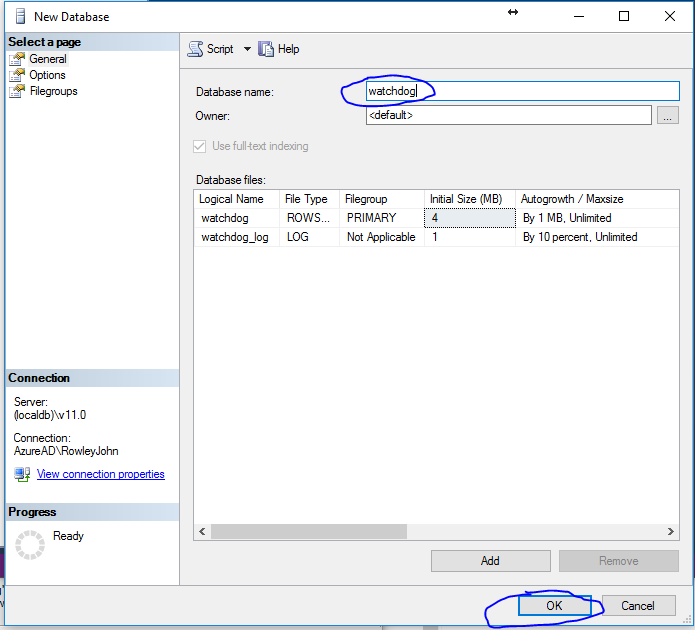 New Database
Select a page
General
Options
Filegroups
Script
Help
Database name:
watchdog
Owner:
<default>
...
Use full-text indexing
Database files:
Logical Name File Type Filegroup Initial Size (MB) Autogrowth / Maxsize
watchdog ROWS... PRIMARY 4 By 1 MB, Unlimited
watchdog_log LOG Not Applicable 1 By 10 percent, Unlimited
Connection
Server:
(localdb)\v11.0
Connection:
AzureAD\RowleyJohn
View connection properties
Progress
Ready
Add
Remove
OK
Cancel